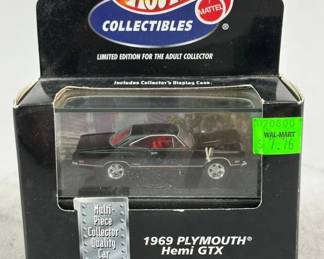 Hot
MATTEL
COLLECTIBLES
LIMITED EDITION FOR THE ADULT COLLECTOR
Includes Collector's Display Case
WAL-MART
Multi-
Piece
Collector
Quality
Car
1969 PLYMOUTH®
Hemi GTX